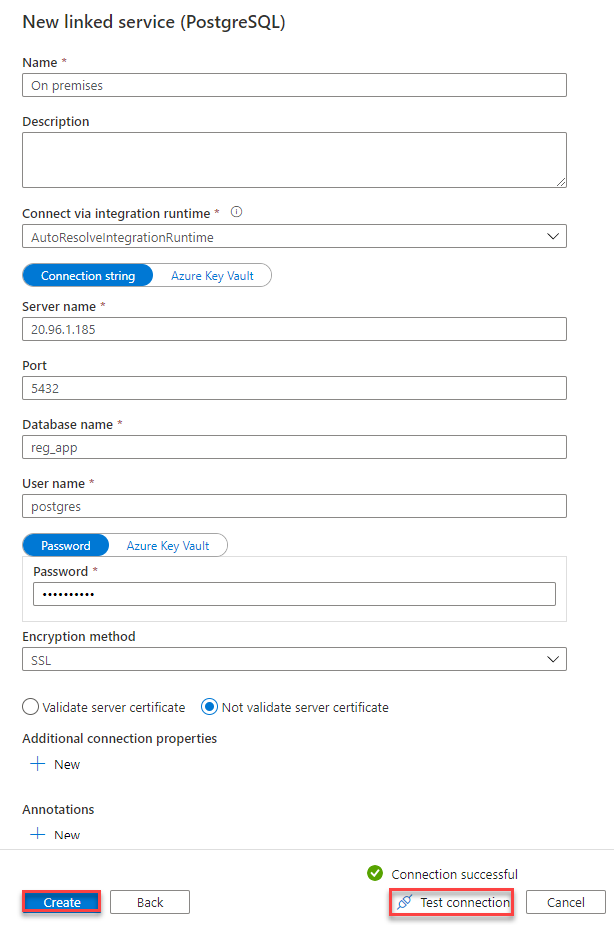 New linked service (PostgreSQL)
Name *
On premises
Description
Connect via integration runtime *
AutoResolveIntegrationRuntime
Connection string Azure Key Vault
Server name *
20.96.1.185
Port
5432
Database name *
reg_app
User name *
postgres
Password Azure Key Vault
Password *
••••••••••
Encryption method
SSL
Validate server certificate Not validate server certificate
Additional connection properties
New
Annotations
New
Connection successful
Create Back Test connection Cancel